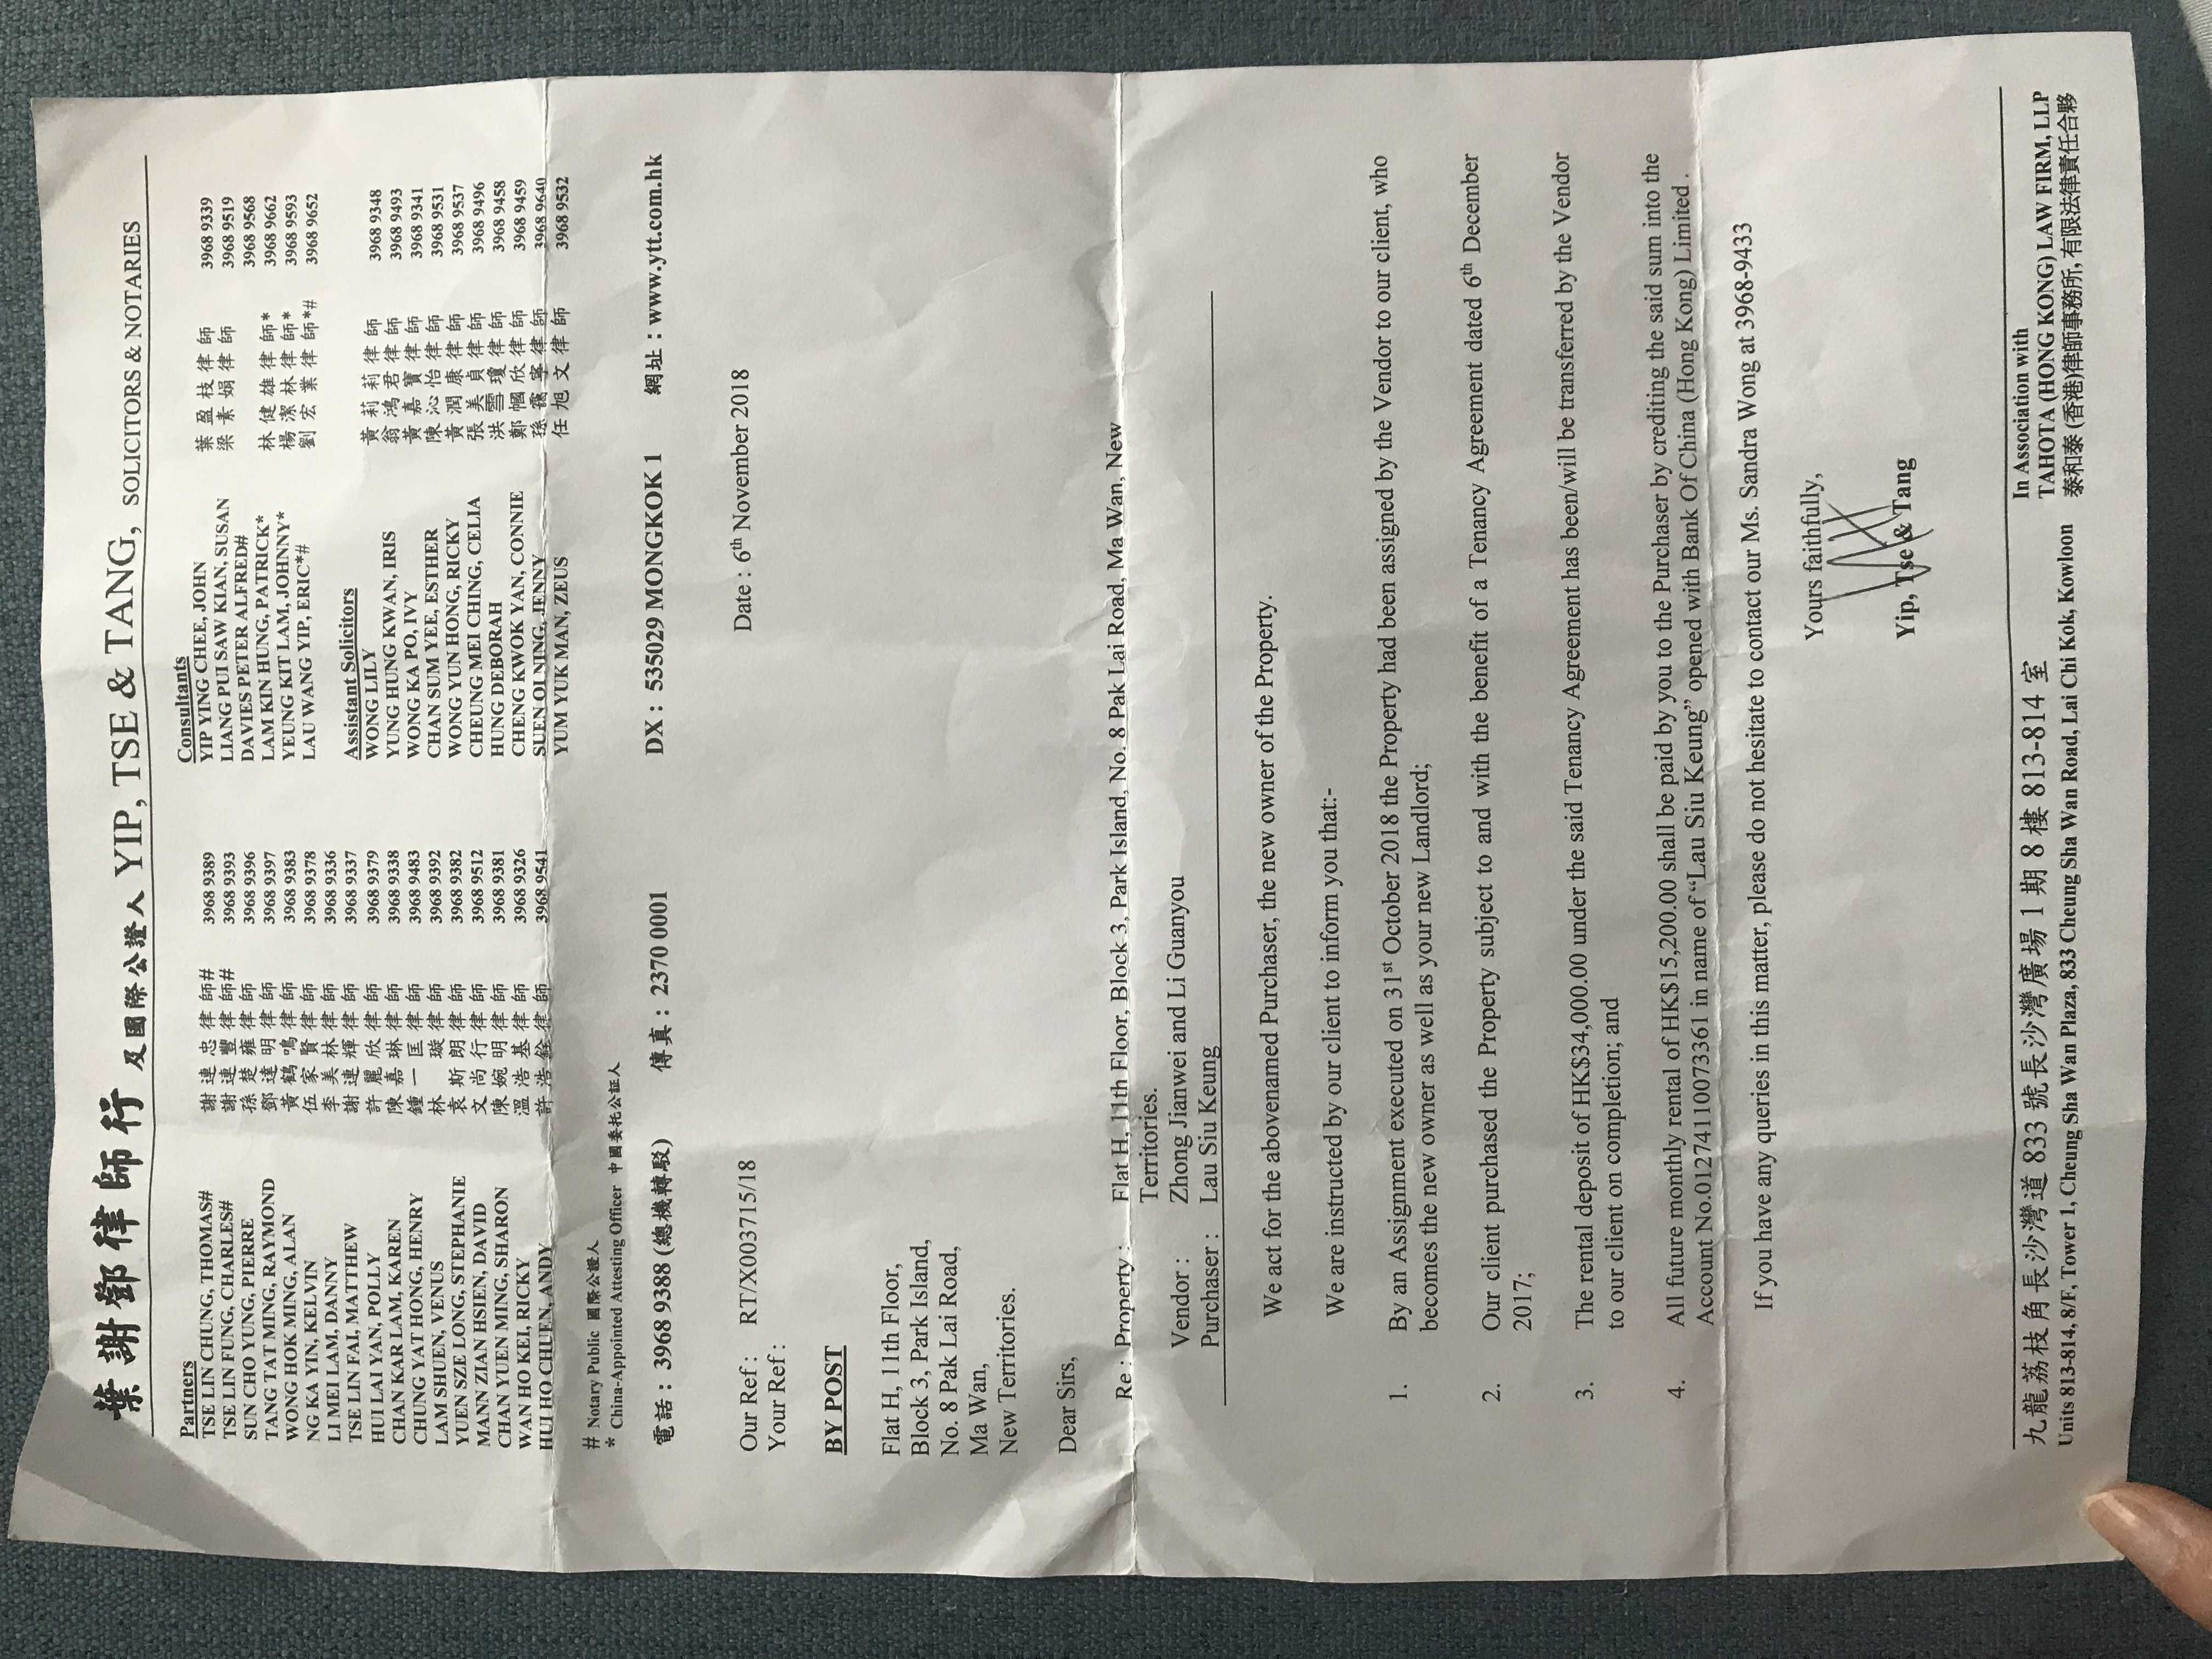 葉謝鄧律師行 及國際公證人 YIP, TSE & TANG, SOLICITORS & NOTARIES
Partners
TSE LIN CHUNG, THOMAS# 謝連忠律師# 3968 9389
TSE LIN FUNG, CHARLES# 謝連豐律師# 3968 9393
SUN CHO YUNG, PIERRE 孫楚雍律師 3968 9396
TANG TAT MING, RAYMOND 鄧達明律師 3968 9397
WONG HOK MING, ALAN 黃鶴鳴律師 3968 9383
NG KA YIN, KELVIN 伍家賢律師 3968 9378
LI MEI LAM, DANNY 李美林律師 3968 9336
TSE LIN FAI, MATTHEW 謝連輝律師 3968 9337
HUI LAI YAN, POLLY 許麗欣律師 3968 9379
CHAN KAR LAM, KAREN 陳嘉琳律師 3968 9338
CHUNG YAT HONG, HENRY 鍾一匡律師 3968 9483
LAM SHUEN, VENUS 林璇律師 3968 9392
YUEN SZE LONG, STEPHANIE 袁斯朗律師 3968 9382
MANN ZIAN HSIEN, DAVID 文尚行律師 3968 9512
CHAN YUEN MING, SHARON 陳婉明律師 3968 9381
WAN HO KEI, RICKY 溫浩基律師 3968 9326
HUI HO CHUEN, ANDY 許浩銓律師 3968 9541
Consultants
YIP YING CHEE, JOHN 葉盈枝律師 3968 9339
LIANG PUI SAW KIAN, SUSAN 梁素娟律師 3968 9519
DAVIES PETER ALFRED# 3968 9568
LAM KIN HUNG, PATRICK* 林健雄律師* 3968 9662
YEUNG KIT LAM, JOHNNY* 楊潔林律師* 3968 9593
LAU WANG YIP, ERIC*# 劉宏業律師*# 3968 9652
Assistant Solicitors
WONG LILY 黃莉莉律師 3968 9348
YUNG HUNG KWAN, IRIS 翁鴻君律師 3968 9493
WONG KA PO, IVY 黃嘉寶律師 3968 9341
CHAN SUM YEE, ESTHER 陳沁怡律師 3968 9531
WONG YUN HONG, RICKY 黃潤康律師 3968 9537
CHEUNG MEI CHING, CELIA 張美貞律師 3968 9496
HUNG DEBORAH 洪雪瓊律師 3968 9458
CHENG KWOK YAN, CONNIE 鄭幗欣律師 3968 9459
SUEN OI NING, JENNY 孫靄寧律師 3968 9640
YUM YUK MAN, ZEUS 任旭文律師 3968 9532
# Notary Public 國際公證人
* China-Appointed Attesting Officer 中國委托公証人
電話：3968 9388 (總機轉駁) 傳真：2370 0001 DX：535029 MONGKOK 1 網址：www.ytt.com.hk
Our Ref : RT/X003715/18 Date : 6th November 2018
Your Ref :
BY POST
Flat H, 11th Floor,
Block 3, Park Island,
No. 8 Pak Lai Road,
Ma Wan,
New Territories.
Dear Sirs,
Re : Property : Flat H, 11th Floor, Block 3, Park Island, No. 8 Pak Lai Road, Ma Wan, New
Territories.
Vendor : Zhong Jianwei and Li Guanyou
Purchaser : Lau Siu Keung
We act for the abovenamed Purchaser, the new owner of the Property.
We are instructed by our client to inform you that:-
1. By an Assignment executed on 31st October 2018 the Property had been assigned by the Vendor to our client, who
becomes the new owner as well as your new Landlord;
2. Our client purchased the Property subject to and with the benefit of a Tenancy Agreement dated 6th December
2017;
3. The rental deposit of HK$34,000.00 under the said Tenancy Agreement has been/will be transferred by the Vendor
to our client on completion; and
4. All future monthly rental of HK$15,200.00 shall be paid by you to the Purchaser by crediting the said sum into the
Account No.01274110073361 in name of “Lau Siu Keung” opened with Bank Of China (Hong Kong) Limited .
If you have any queries in this matter, please do not hesitate to contact our Ms. Sandra Wong at 3968-9433
Yours faithfully,
Yip, Tse & Tang
九龍荔枝角長沙灣道 833 號長沙灣廣場 1 期 8 樓 813-814 室
Units 813-814, 8/F, Tower 1, Cheung Sha Wan Plaza, 833 Cheung Sha Wan Road, Lai Chi Kok, Kowloon
In Association with
TAHOTA (HONG KONG) LAW FIRM, LLP
泰和泰 (香港)律師事務所, 有限法律責任合夥